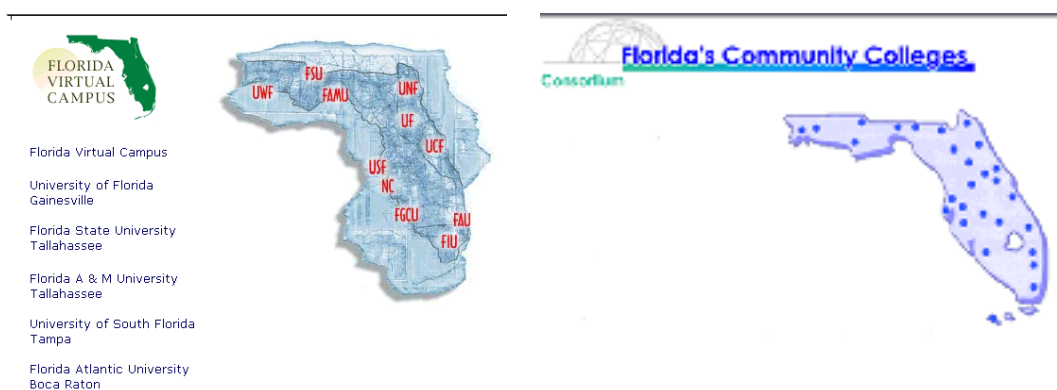 FLORIDA
VIRTUAL
CAMPUS
Florida Virtual Campus
University of Florida
Gainesville
Florida State University
Tallahassee
Florida A & M University
Tallahassee
University of South Florida
Tampa
Florida Atlantic University
Boca Raton
FSU
UWF
FAMU
UNF
UF
UCF
USF
NC
FGCU
FAU
FIU
Florida's Community Colleges
Consortium